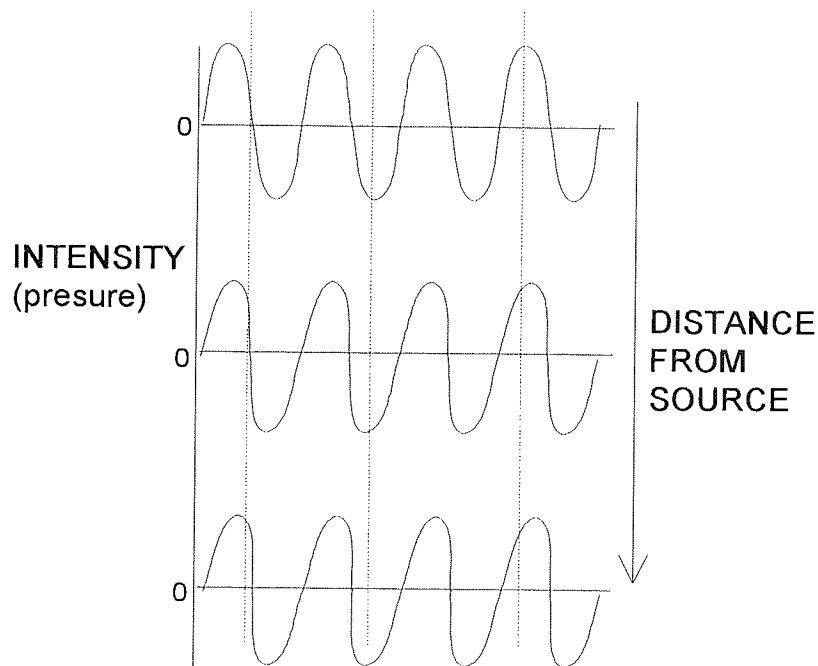 0
INTENSITY
(presure)
0
DISTANCE
FROM
SOURCE
0